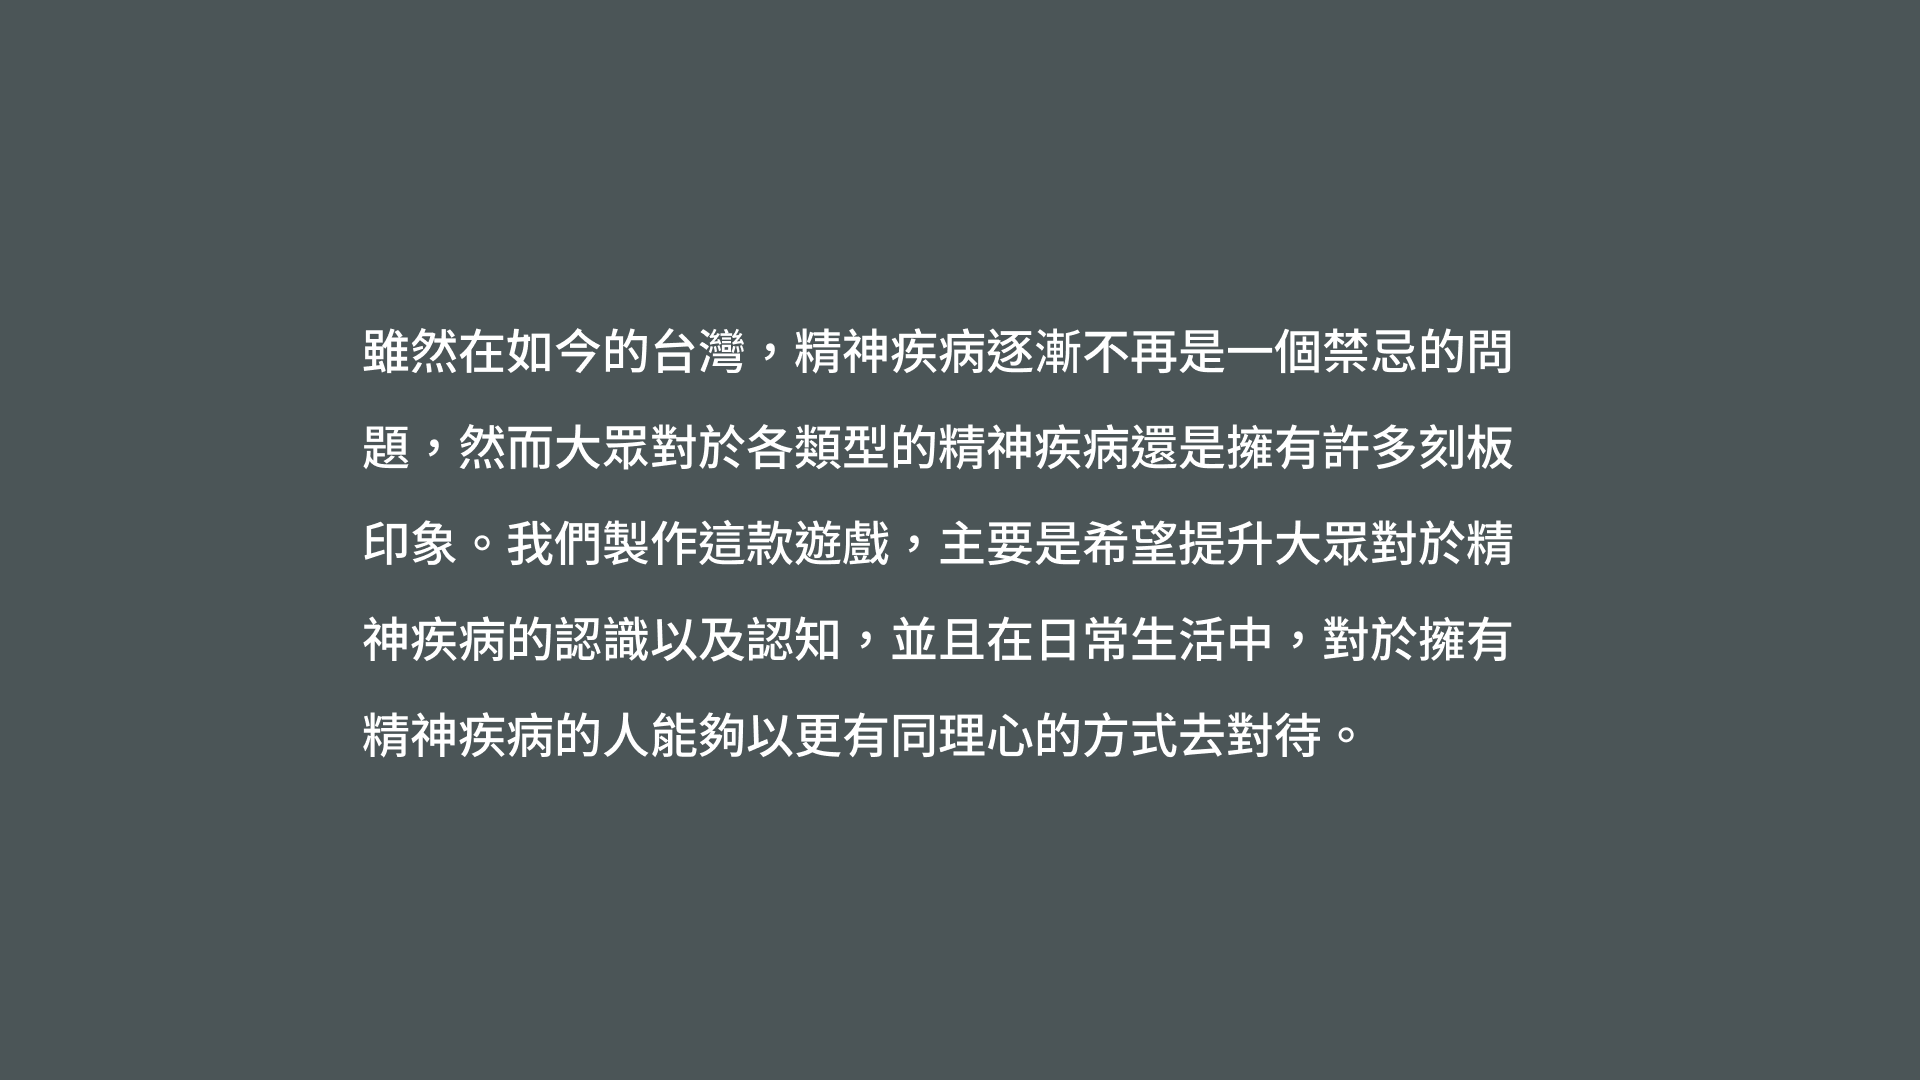 雖然在如今的台灣，精神疾病逐漸不再是一個禁忌的問
題，然而大眾對於各類型的精神疾病還是擁有許多刻板
印象。我們製作這款遊戲，主要是希望提升大眾對於精
神疾病的認識以及認知，並且在日常生活中，對於擁有
精神疾病的人能夠以更有同理心的方式去對待。